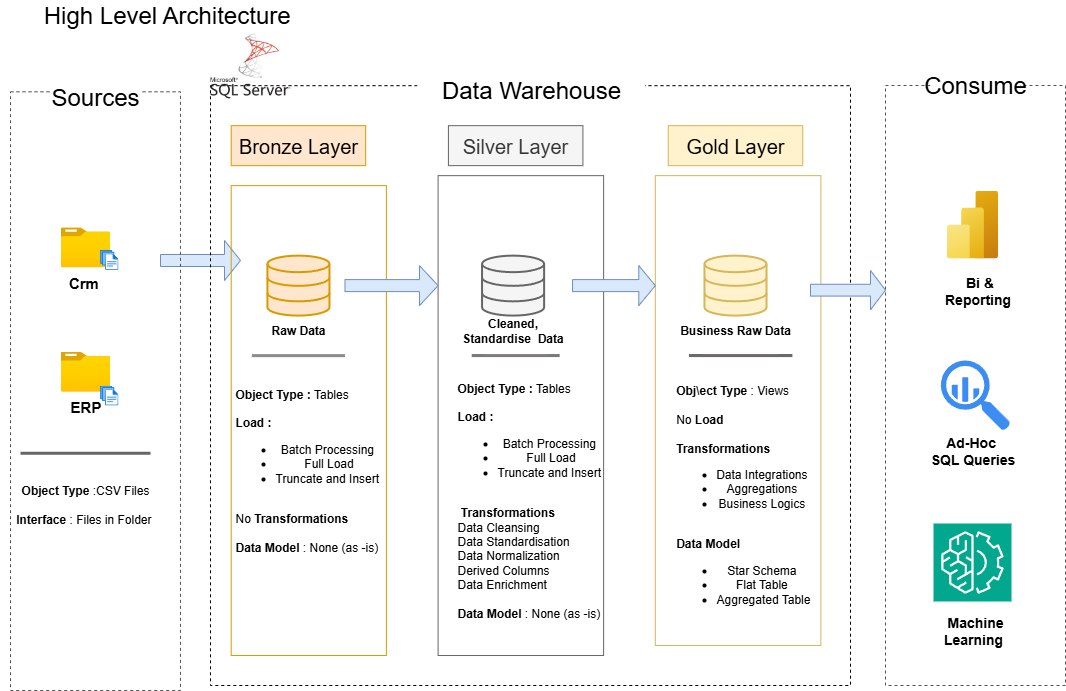 High Level Architecture
Microsoft®
SQL Server
Sources
Data Warehouse
Consume
Crm
ERP
Object Type :CSV Files
Interface : Files in Folder
Bronze Layer
Raw Data
Object Type : Tables
Load :
Batch Processing
Full Load
Truncate and Insert
No Transformations
Data Model : None (as -is)
Silver Layer
Cleaned,
Standardise Data
Object Type : Tables
Load :
Batch Processing
Full Load
Truncate and Insert
Transformations
Data Cleansing
Data Standardisation
Data Normalization
Derived Columns
Data Enrichment
Data Model : None (as -is)
Gold Layer
Business Raw Data
Object Type : Views
No Load
Transformations
Data Integrations
Aggregations
Business Logics
Data Model
Star Schema
Flat Table
Aggregated Table
Bi &
Reporting
Ad-Hoc
SQL Queries
Machine
Learning